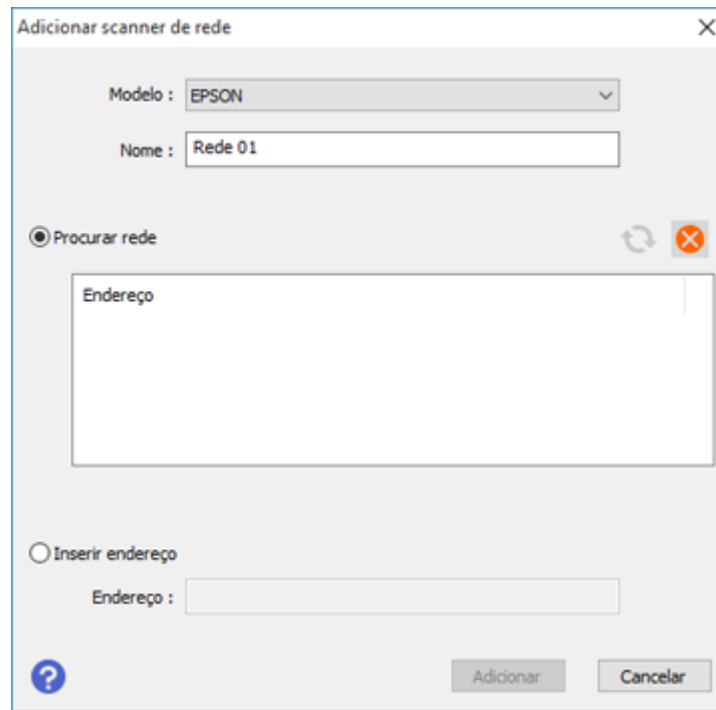 Adicionar scanner de rede
Modelo : EPSON
Nome : Rede 01
Procurar rede
Endereço
Inserir endereço
Endereço :
Adicionar Cancelar